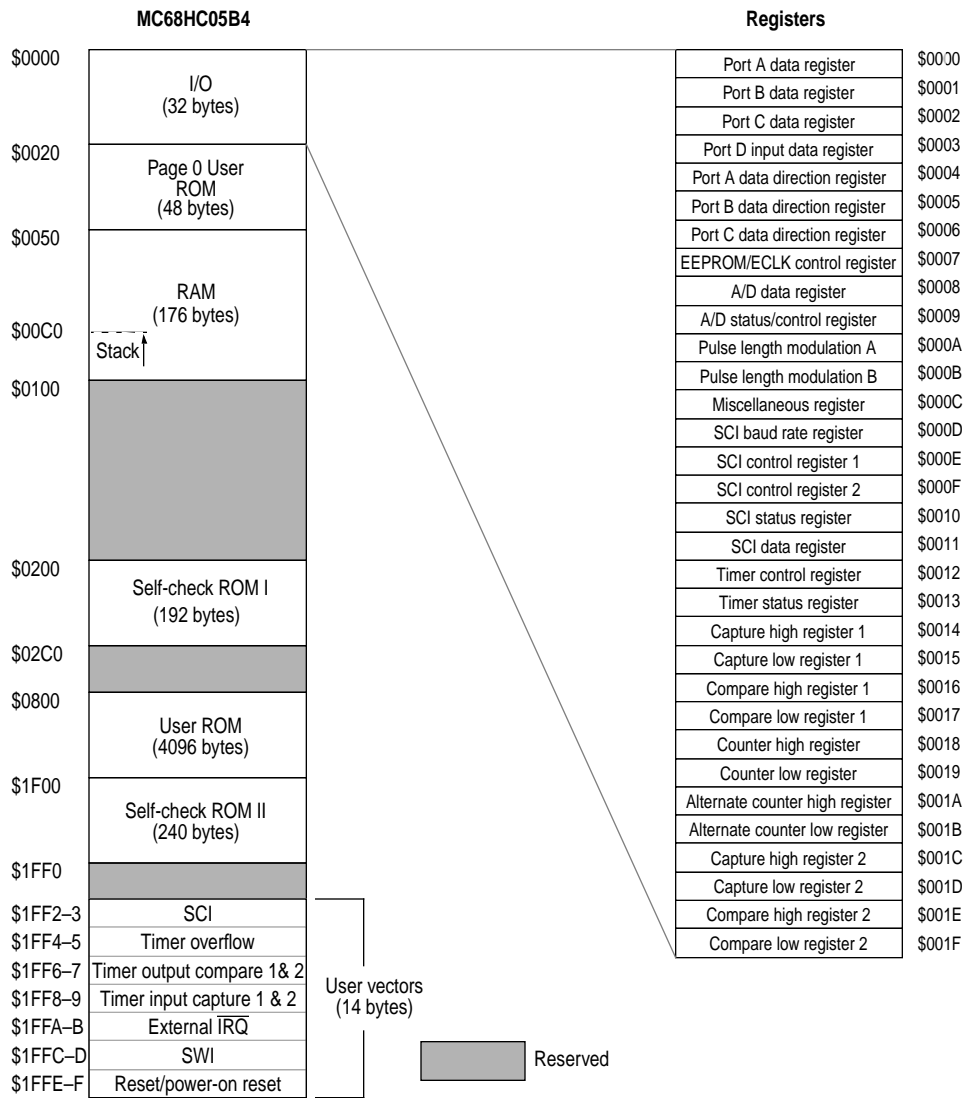 MC68HC05B4
$0000
I/O
(32 bytes)
$0020
Page 0 User
ROM
(48 bytes)
$0050
RAM
(176 bytes)
$00C0
Stack
$0100
$0200
Self-check ROM I
(192 bytes)
$02C0
$0800
User ROM
(4096 bytes)
$1F00
Self-check ROM II
(240 bytes)
$1FF0
$1FF2–3 SCI
$1FF4–5 Timer overflow
$1FF6–7 Timer output compare 1& 2
$1FF8–9 Timer input capture 1 & 2
$1FFA–B External IRQ
$1FFC–D SWI
$1FFE–F Reset/power-on reset
User vectors
(14 bytes)
Reserved
Registers
Port A data register $0000
Port B data register $0001
Port C data register $0002
Port D input data register $0003
Port A data direction register $0004
Port B data direction register $0005
Port C data direction register $0006
EEPROM/ECLK control register $0007
A/D data register $0008
A/D status/control register $0009
Pulse length modulation A $000A
Pulse length modulation B $000B
Miscellaneous register $000C
SCI baud rate register $000D
SCI control register 1 $000E
SCI control register 2 $000F
SCI status register $0010
SCI data register $0011
Timer control register $0012
Timer status register $0013
Capture high register 1 $0014
Capture low register 1 $0015
Compare high register 1 $0016
Compare low register 1 $0017
Counter high register $0018
Counter low register $0019
Alternate counter high register $001A
Alternate counter low register $001B
Capture high register 2 $001C
Capture low register 2 $001D
Compare high register 2 $001E
Compare low register 2 $001F